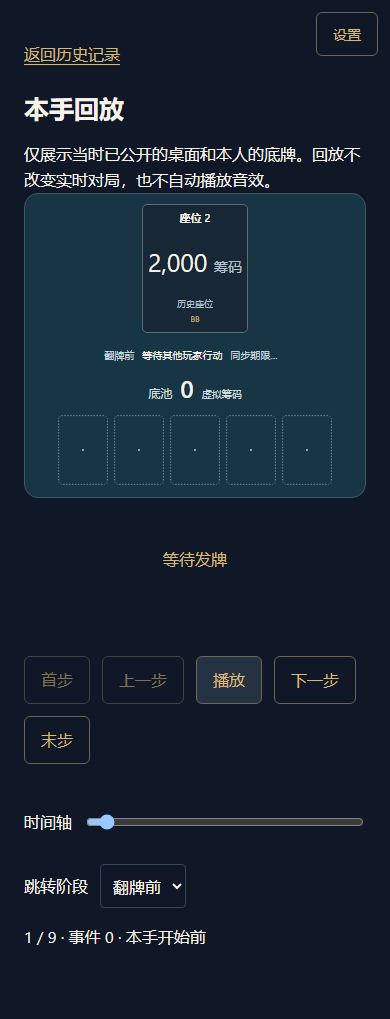 设置
返回历史记录
本手回放
仅展示当时已公开的桌面和本人的底牌。回放不
改变实时对局，也不自动播放音效。
座位 2
2,000 筹码
历史座位
BB
翻牌前 等待其他玩家行动 同步期限...
底池 0 虚拟筹码
等待发牌
首步 上一步 播放 下一步
末步
时间轴
跳转阶段 翻牌前
1 / 9 · 事件 0 · 本手开始前